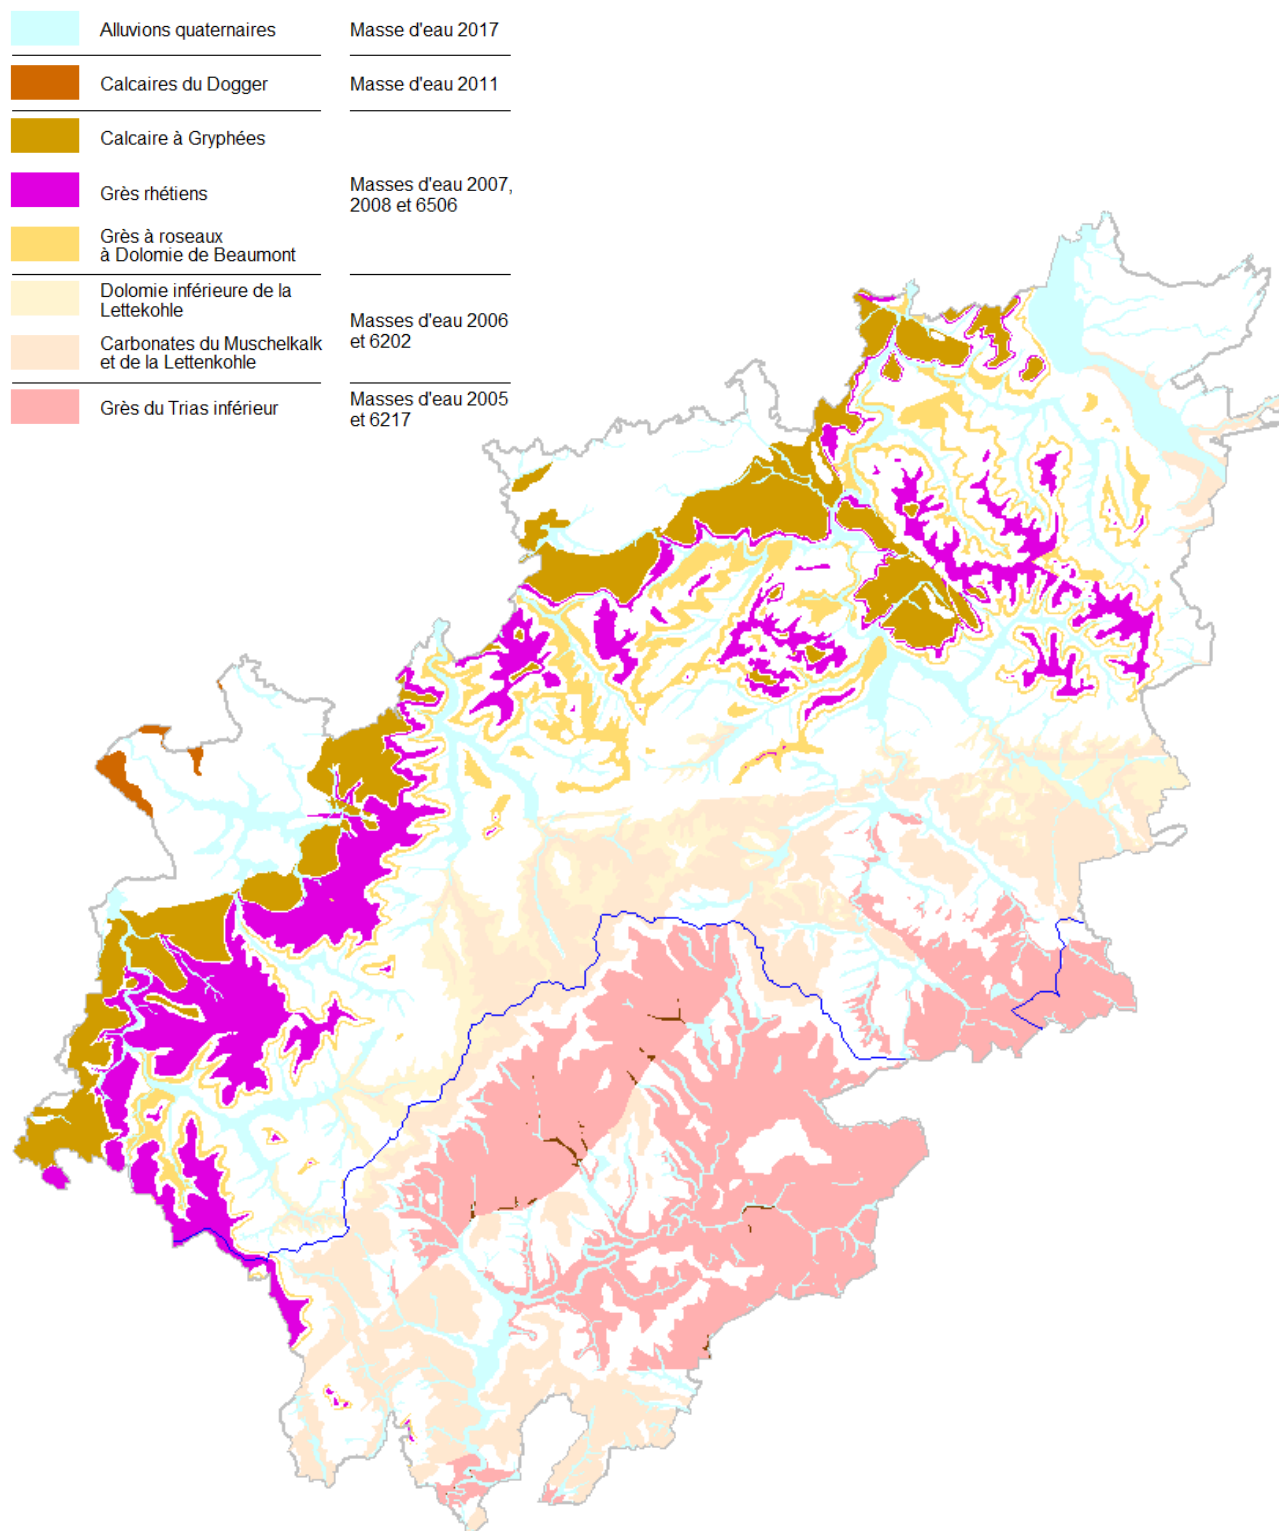 Alluvions quaternaires
Masse d'eau 2017
Calcaires du Dogger
Masse d'eau 2011
Calcaire à Gryphées
Grès rhétiens
Masses d'eau 2007,
2008 et 6506
Grès à roseaux
à Dolomie de Beaumont
Dolomie inférieure de la
Lettekohle
Masses d'eau 2006
et 6202
Carbonates du Muschelkalk
et de la Lettenkohle
Grès du Trias inférieur
Masses d'eau 2005
et 6217